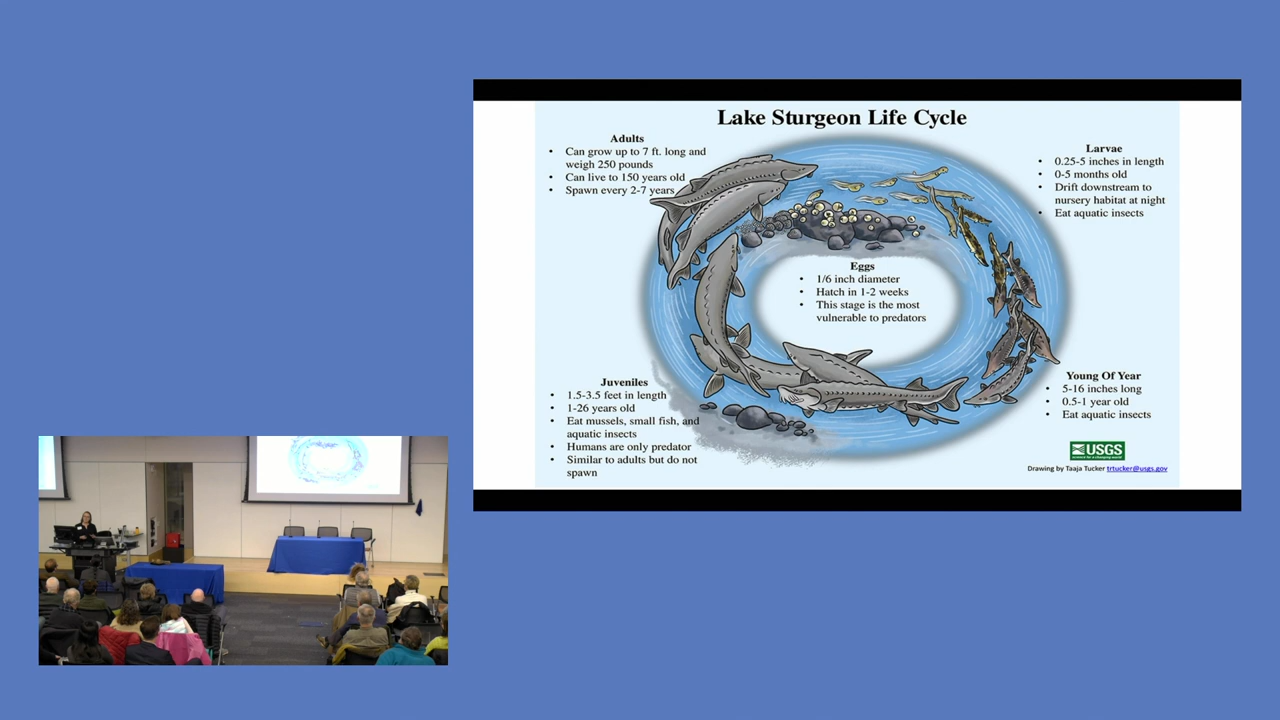 Lake Sturgeon Life Cycle
Adults
• Can grow up to 7 ft. long and
weigh 250 pounds
• Can live to 150 years old
• Spawn every 2-7 years
Larvae
• 0.25-5 inches in length
• 0-5 months old
• Drift downstream to
nursery habitat at night
• Eat aquatic insects
Eggs
• 1/6 inch diameter
• Hatch in 1-2 weeks
• This stage is the most
vulnerable to predators
Juveniles
• 1.5-3.5 feet in length
• 1-26 years old
• Eat mussels, small fish, and
aquatic insects
• Humans are only predator
• Similar to adults but do not
spawn
Young Of Year
• 5-16 inches long
• 0.5-1 year old
• Eat aquatic insects
USGS
science for a changing world
Drawing by Taaja Tucker trtucker@usgs.gov